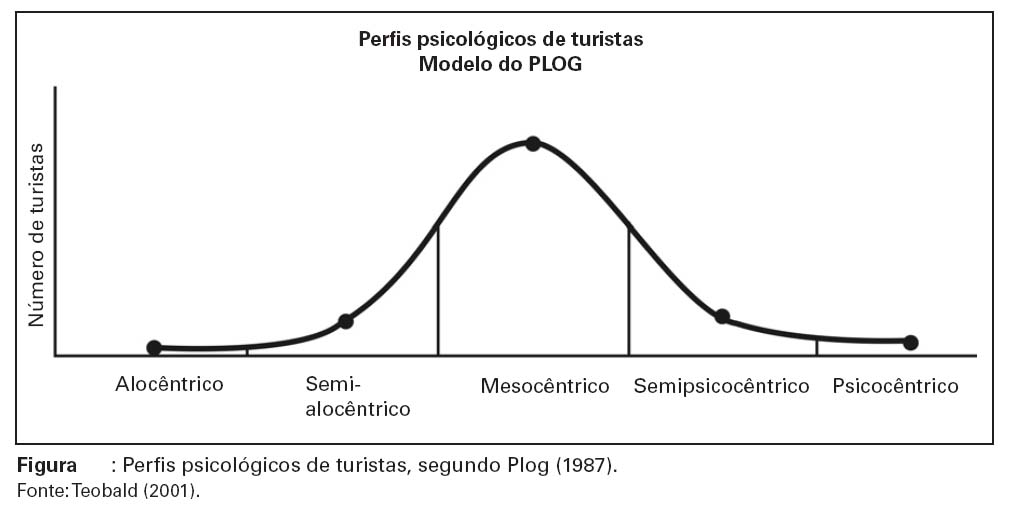 Perfis psicológicos de turistas
Modelo do PLOG
Número de turistas
Alocêntrico
Semi-
alocêntrico
Mesocêntrico
Semipsicocêntrico
Psicocêntrico
Figura : Perfis psicológicos de turistas, segundo Plog (1987).
Fonte: Teobald (2001).